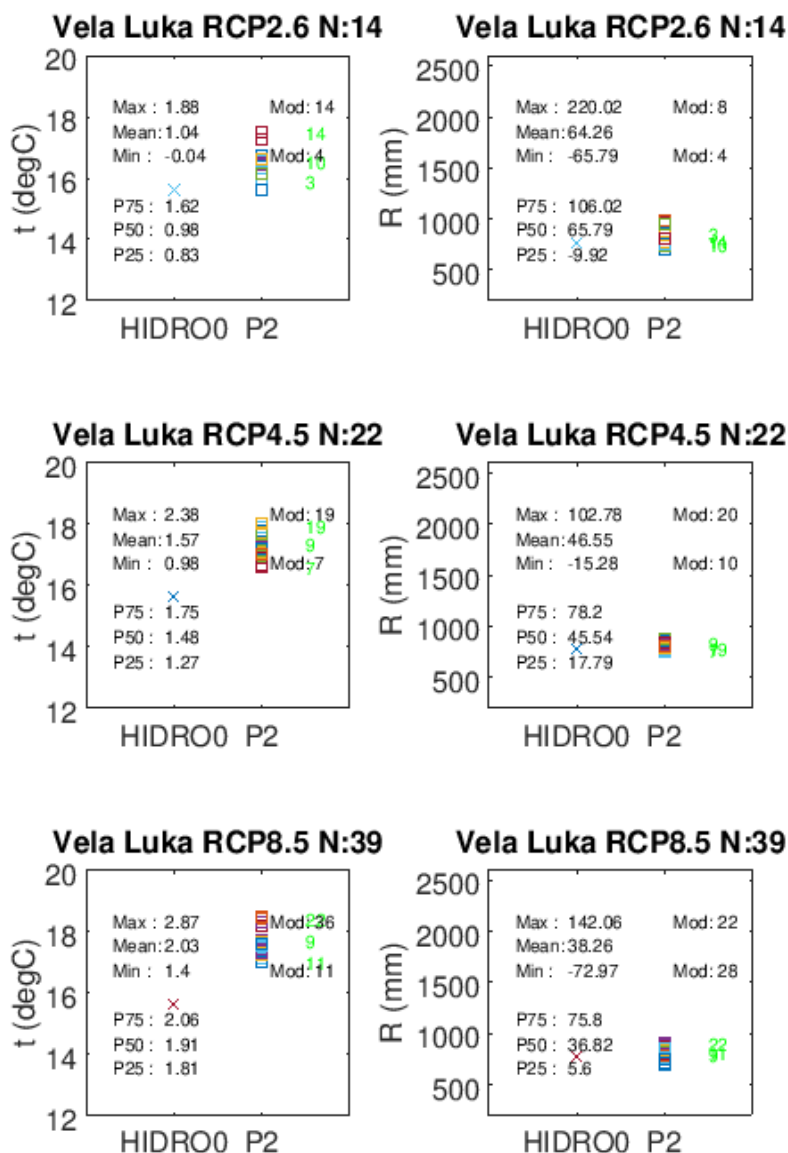 Vela Luka RCP2.6 N:14
t (degC)
20
18
16
14
12
Max : 1.88
Mod: 14
Mean: 1.04
Min : -0.04
Mod: 4
P75 : 1.62
P50 : 0.98
P25 : 0.83
14
10
3
HIDRO0 P2
Vela Luka RCP2.6 N:14
R (mm)
2500
2000
1500
1000
500
Max : 220.02
Mod: 8
Mean: 64.26
Min : -65.79
Mod: 4
P75 : 106.02
P50 : 65.79
P25 : -9.92
3
14
10
HIDRO0 P2
Vela Luka RCP4.5 N:22
t (degC)
20
18
16
14
12
Max : 2.38
Mod: 19
Mean: 1.57
Min : 0.98
Mod: 7
P75 : 1.75
P50 : 1.48
P25 : 1.27
19
9
7
HIDRO0 P2
Vela Luka RCP4.5 N:22
R (mm)
2500
2000
1500
1000
500
Max : 102.78
Mod: 20
Mean: 46.55
Min : -15.28
Mod: 10
P75 : 78.2
P50 : 45.54
P25 : 17.79
9
19
HIDRO0 P2
Vela Luka RCP8.5 N:39
t (degC)
20
18
16
14
12
Max : 2.87
Mod: 36
Mean: 2.03
Min : 1.4
Mod: 11
P75 : 2.06
P50 : 1.91
P25 : 1.81
9
11
HIDRO0 P2
Vela Luka RCP8.5 N:39
R (mm)
2500
2000
1500
1000
500
Max : 142.06
Mod: 22
Mean: 38.26
Min : -72.97
Mod: 28
P75 : 75.8
P50 : 36.82
P25 : 5.6
22
HIDRO0 P2